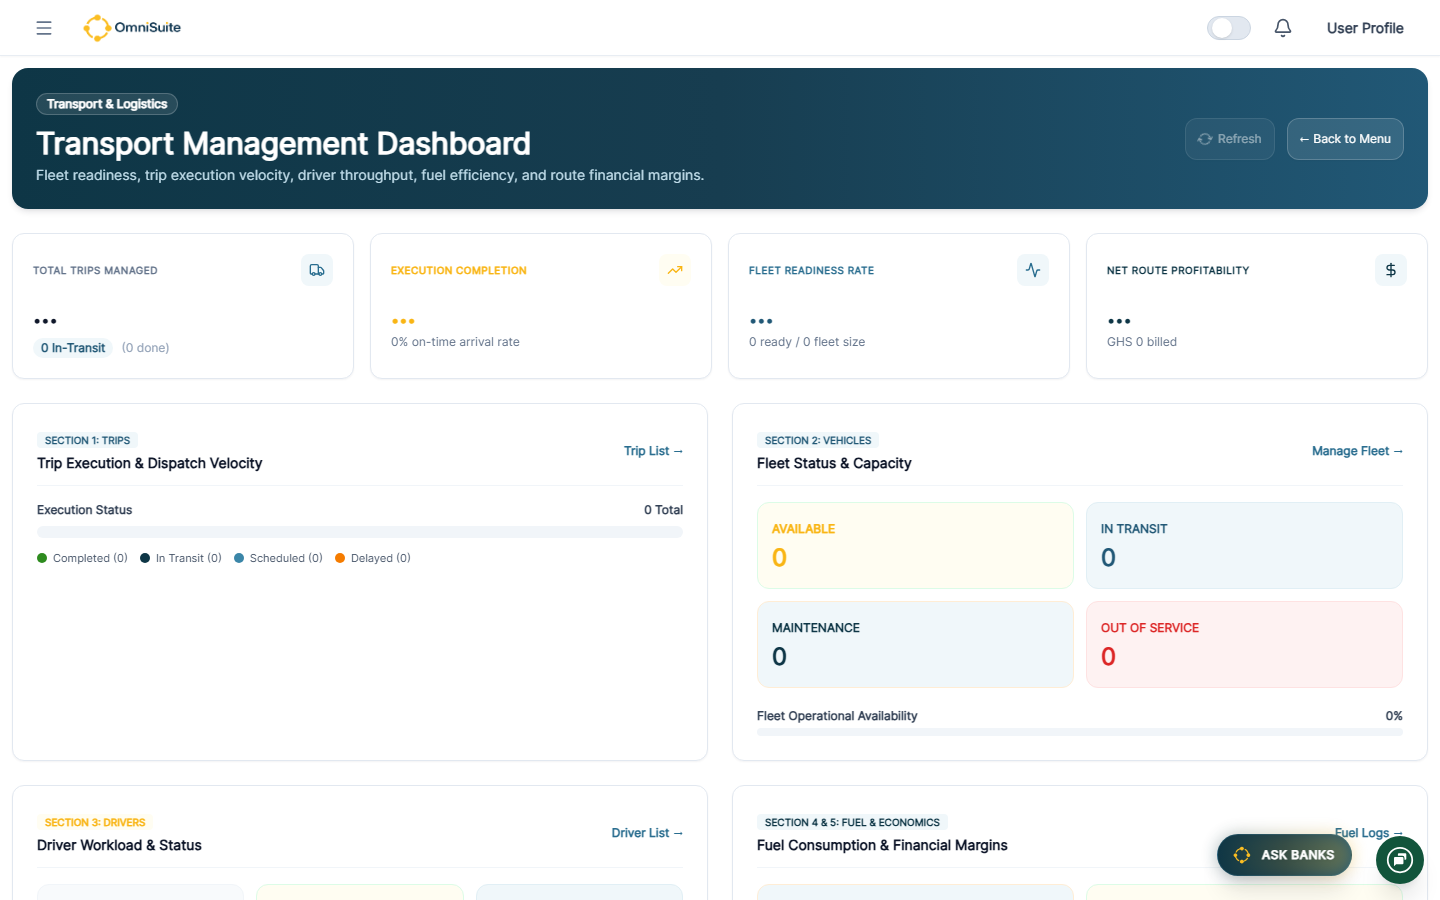 OmniSuite
User Profile
Transport & Logistics
Transport Management Dashboard
Fleet readiness, trip execution velocity, driver throughput, fuel efficiency, and route financial margins.
Refresh
← Back to Menu
TOTAL TRIPS MANAGED
•••
0 In-Transit (0 done)
EXECUTION COMPLETION
•••
0% on-time arrival rate
FLEET READINESS RATE
•••
0 ready / 0 fleet size
NET ROUTE PROFITABILITY
•••
GHS 0 billed
SECTION 1: TRIPS
Trip Execution & Dispatch Velocity
Trip List →
Execution Status
0 Total
Completed (0) In Transit (0) Scheduled (0) Delayed (0)
SECTION 2: VEHICLES
Fleet Status & Capacity
Manage Fleet →
AVAILABLE
0
IN TRANSIT
0
MAINTENANCE
0
OUT OF SERVICE
0
Fleet Operational Availability
0%
SECTION 3: DRIVERS
Driver Workload & Status
Driver List →
SECTION 4 & 5: FUEL & ECONOMICS
Fuel Consumption & Financial Margins
Fuel Logs →
ASK BANKS